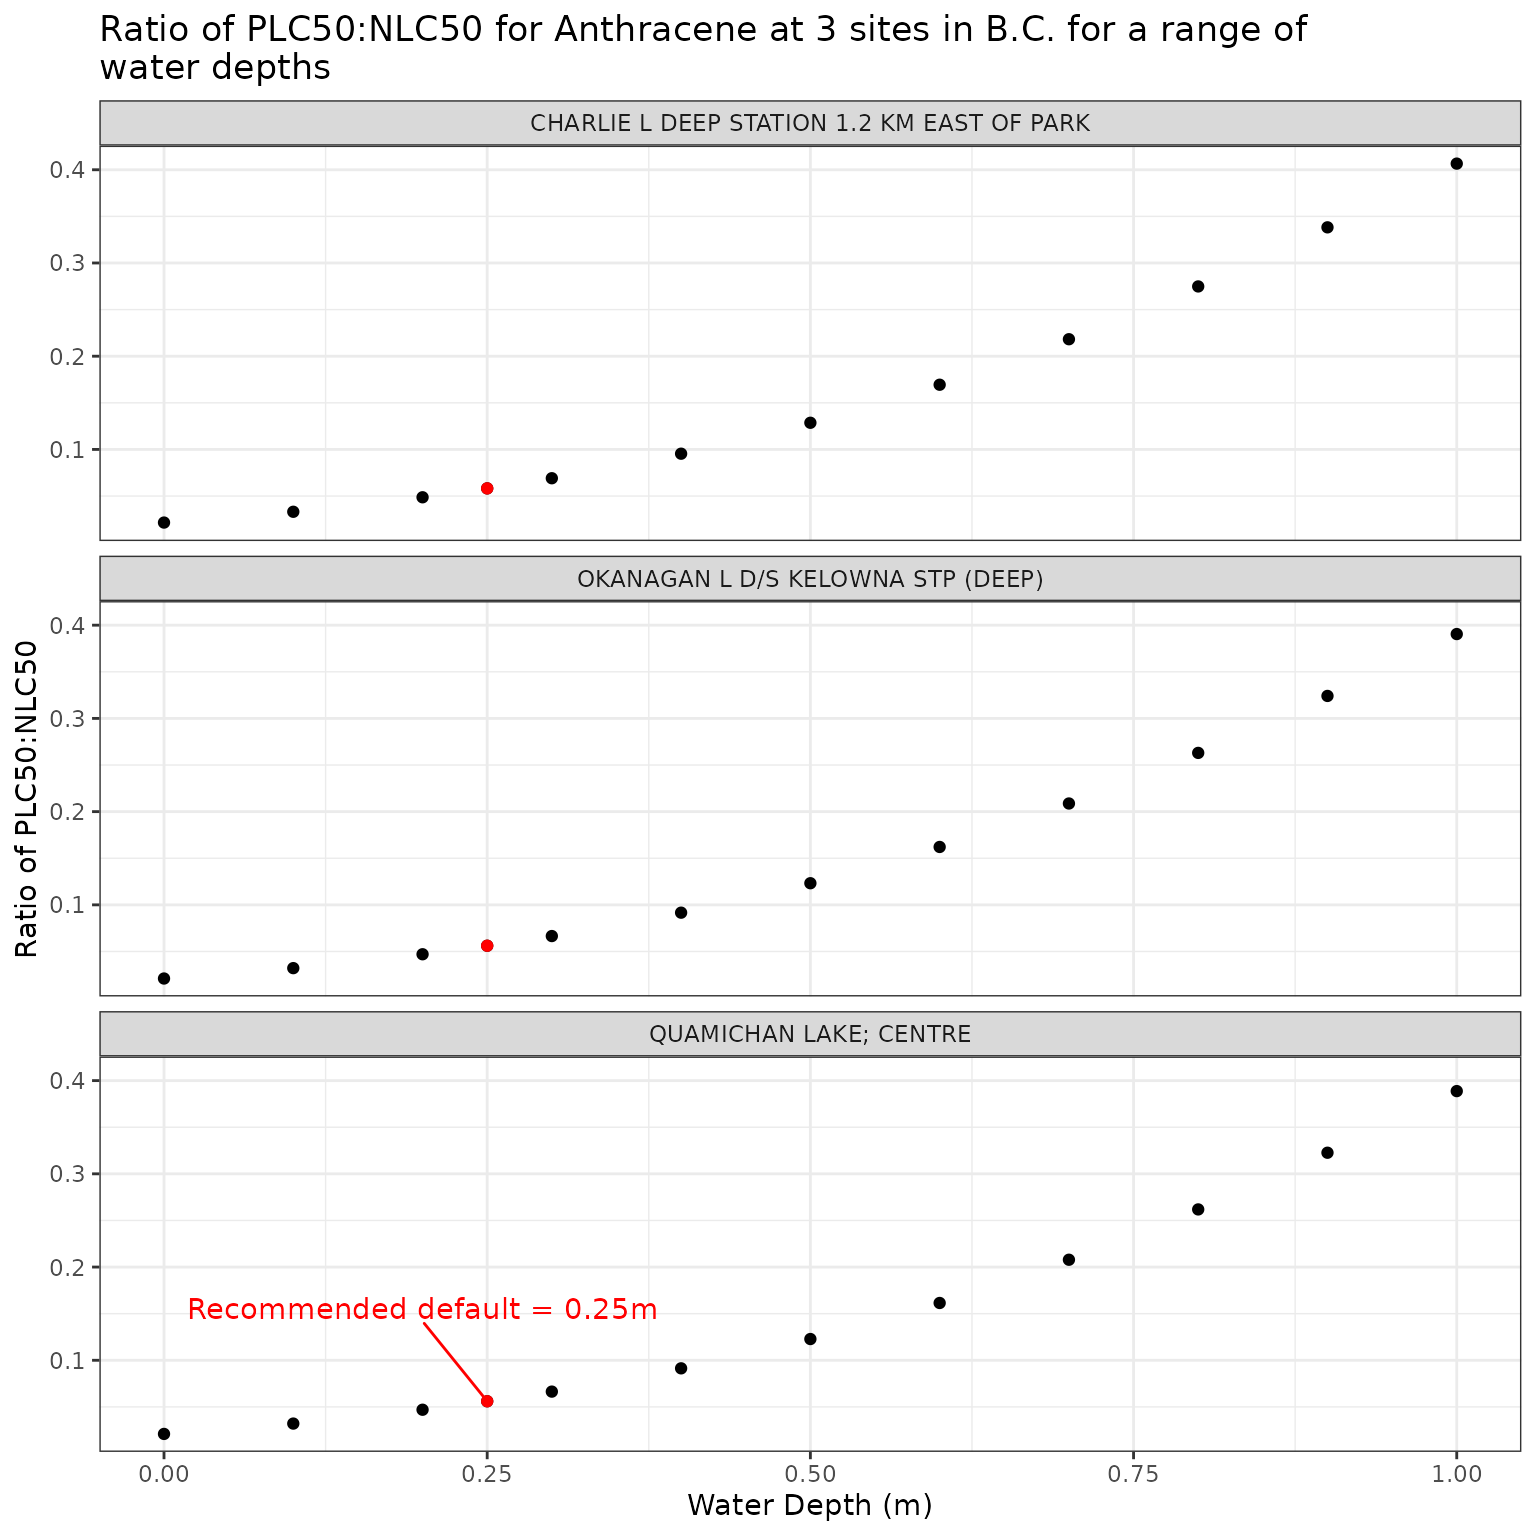 Ratio of PLC50:NLC50 for Anthracene at 3 sites in B.C. for a range of
water depths
CHARLIE L DEEP STATION 1.2 KM EAST OF PARK
0.4
0.3
0.2
0.1
OKANAGAN L D/S KELOWNA STP (DEEP)
0.4
0.3
0.2
0.1
Ratio of PLC50:NLC50
QUAMICHAN LAKE; CENTRE
0.4
0.3
0.2
0.1
Recommended default = 0.25m
0.00 0.25 0.50 0.75 1.00
Water Depth (m)